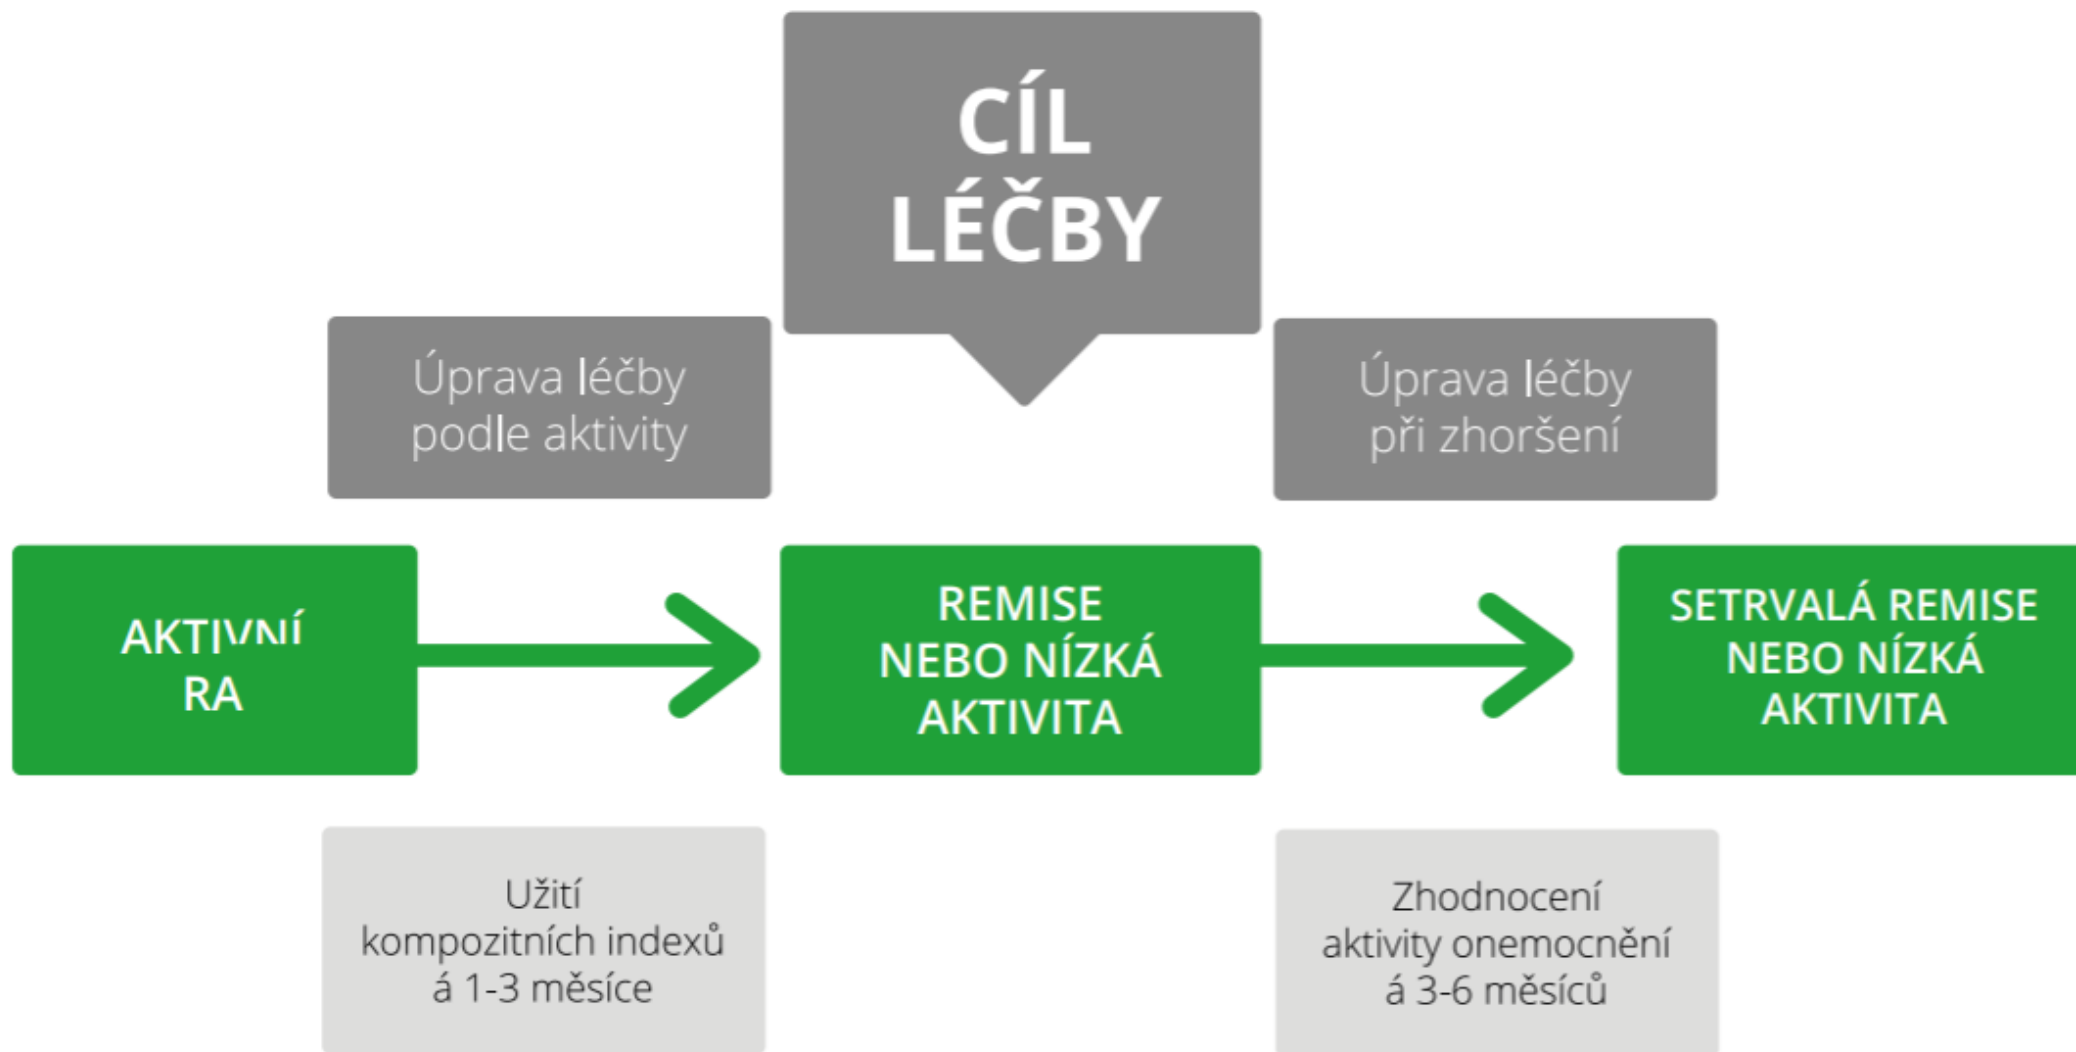 CÍL
LÉČBY
Úprava léčby
podle aktivity
Úprava léčby
při zhoršení
AKTIVNÍ
RA
REMISE
NEBO NÍZKÁ
AKTIVITA
SETRVALÁ REMISE
NEBO NÍZKÁ
AKTIVITA
Užití
kompozitních indexů
á 1-3 měsíce
Zhodnocení
aktivity onemocnění
á 3-6 měsíců